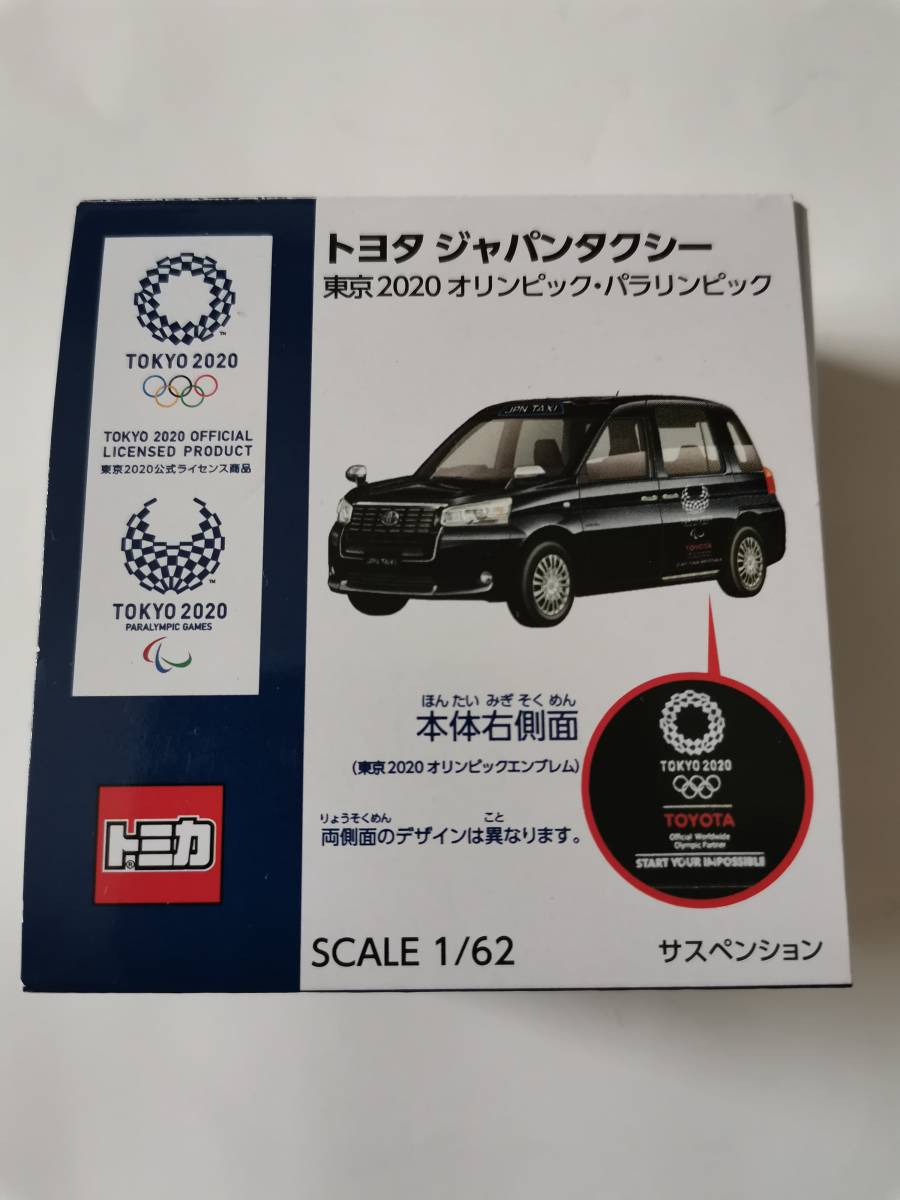 トヨタ ジャパンタクシー
東京2020 オリンピック・パラリンピック
TOKYO 2020
TOKYO 2020 OFFICIAL
LICENSED PRODUCT
東京2020公式ライセンス商品
TOKYO 2020
PARALYMPIC GAMES
JPN TAXI
JPN TAXI
TOYOTA
ほん たい みぎ そく めん
本体右側面
(東京2020 オリンピックエンブレム)
りょうそくめん こと
両側面のデザインは異なります。
TOKYO 2020
TOYOTA
Official Worldwide
Olympic Partner
START YOUR IMPOSSIBLE
トミカ®
SCALE 1/62
サスペンション